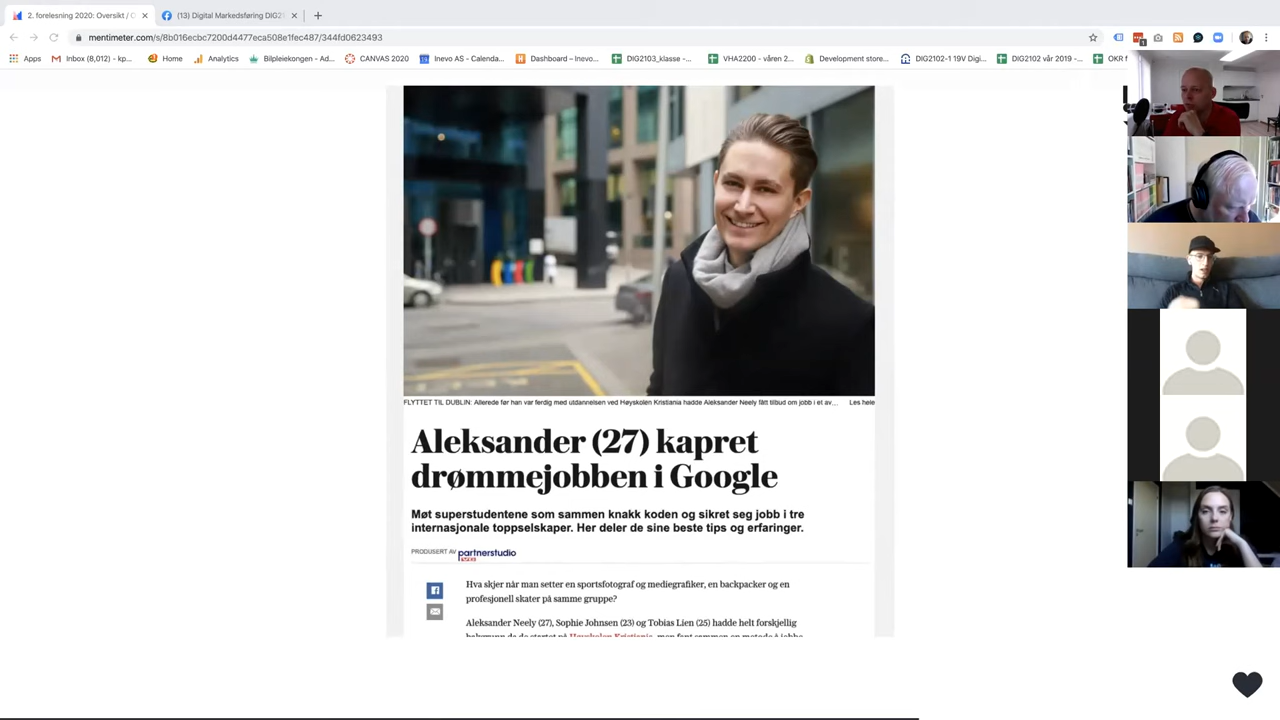 2. forelesning 2020: Oversikt / O
(13) Digital Markedsføring DIG2
mentimeter.com/s/8b016ecbc7200d4477eca508e1fec487/344fd0623493
Apps
Inbox (8,012) - kp...
Home
Analytics
Bilpleiekongen - Ad...
CANVAS 2020
Inevo AS - Calenda...
Dashboard – Inevo...
DIG2103_klasse -...
VHA2200 - våren 2...
Development store...
DIG2102-1 19V Digi...
DIG2102 vår 2019 -...
OKR f
FLYTTET TIL DUBLIN: Allerede før han var ferdig med utdannelsen ved Høyskolen Kristiania hadde Aleksander Neely fått tilbud om jobb i et av... Les hele
Aleksander (27) kapret
drømmejobben i Google
Møt superstudentene som sammen knakk koden og sikret seg jobb i tre
internasjonale toppselskaper. Her deler de sine beste tips og erfaringer.
PRODUSERT AV partnerstudio
Hva skjer når man setter en sportsfotograf og mediegrafiker, en backpacker og en
profesjonell skater på samme gruppe?
Aleksander Neely (27), Sophie Johnsen (23) og Tobias Lien (25) hadde helt forskjellig